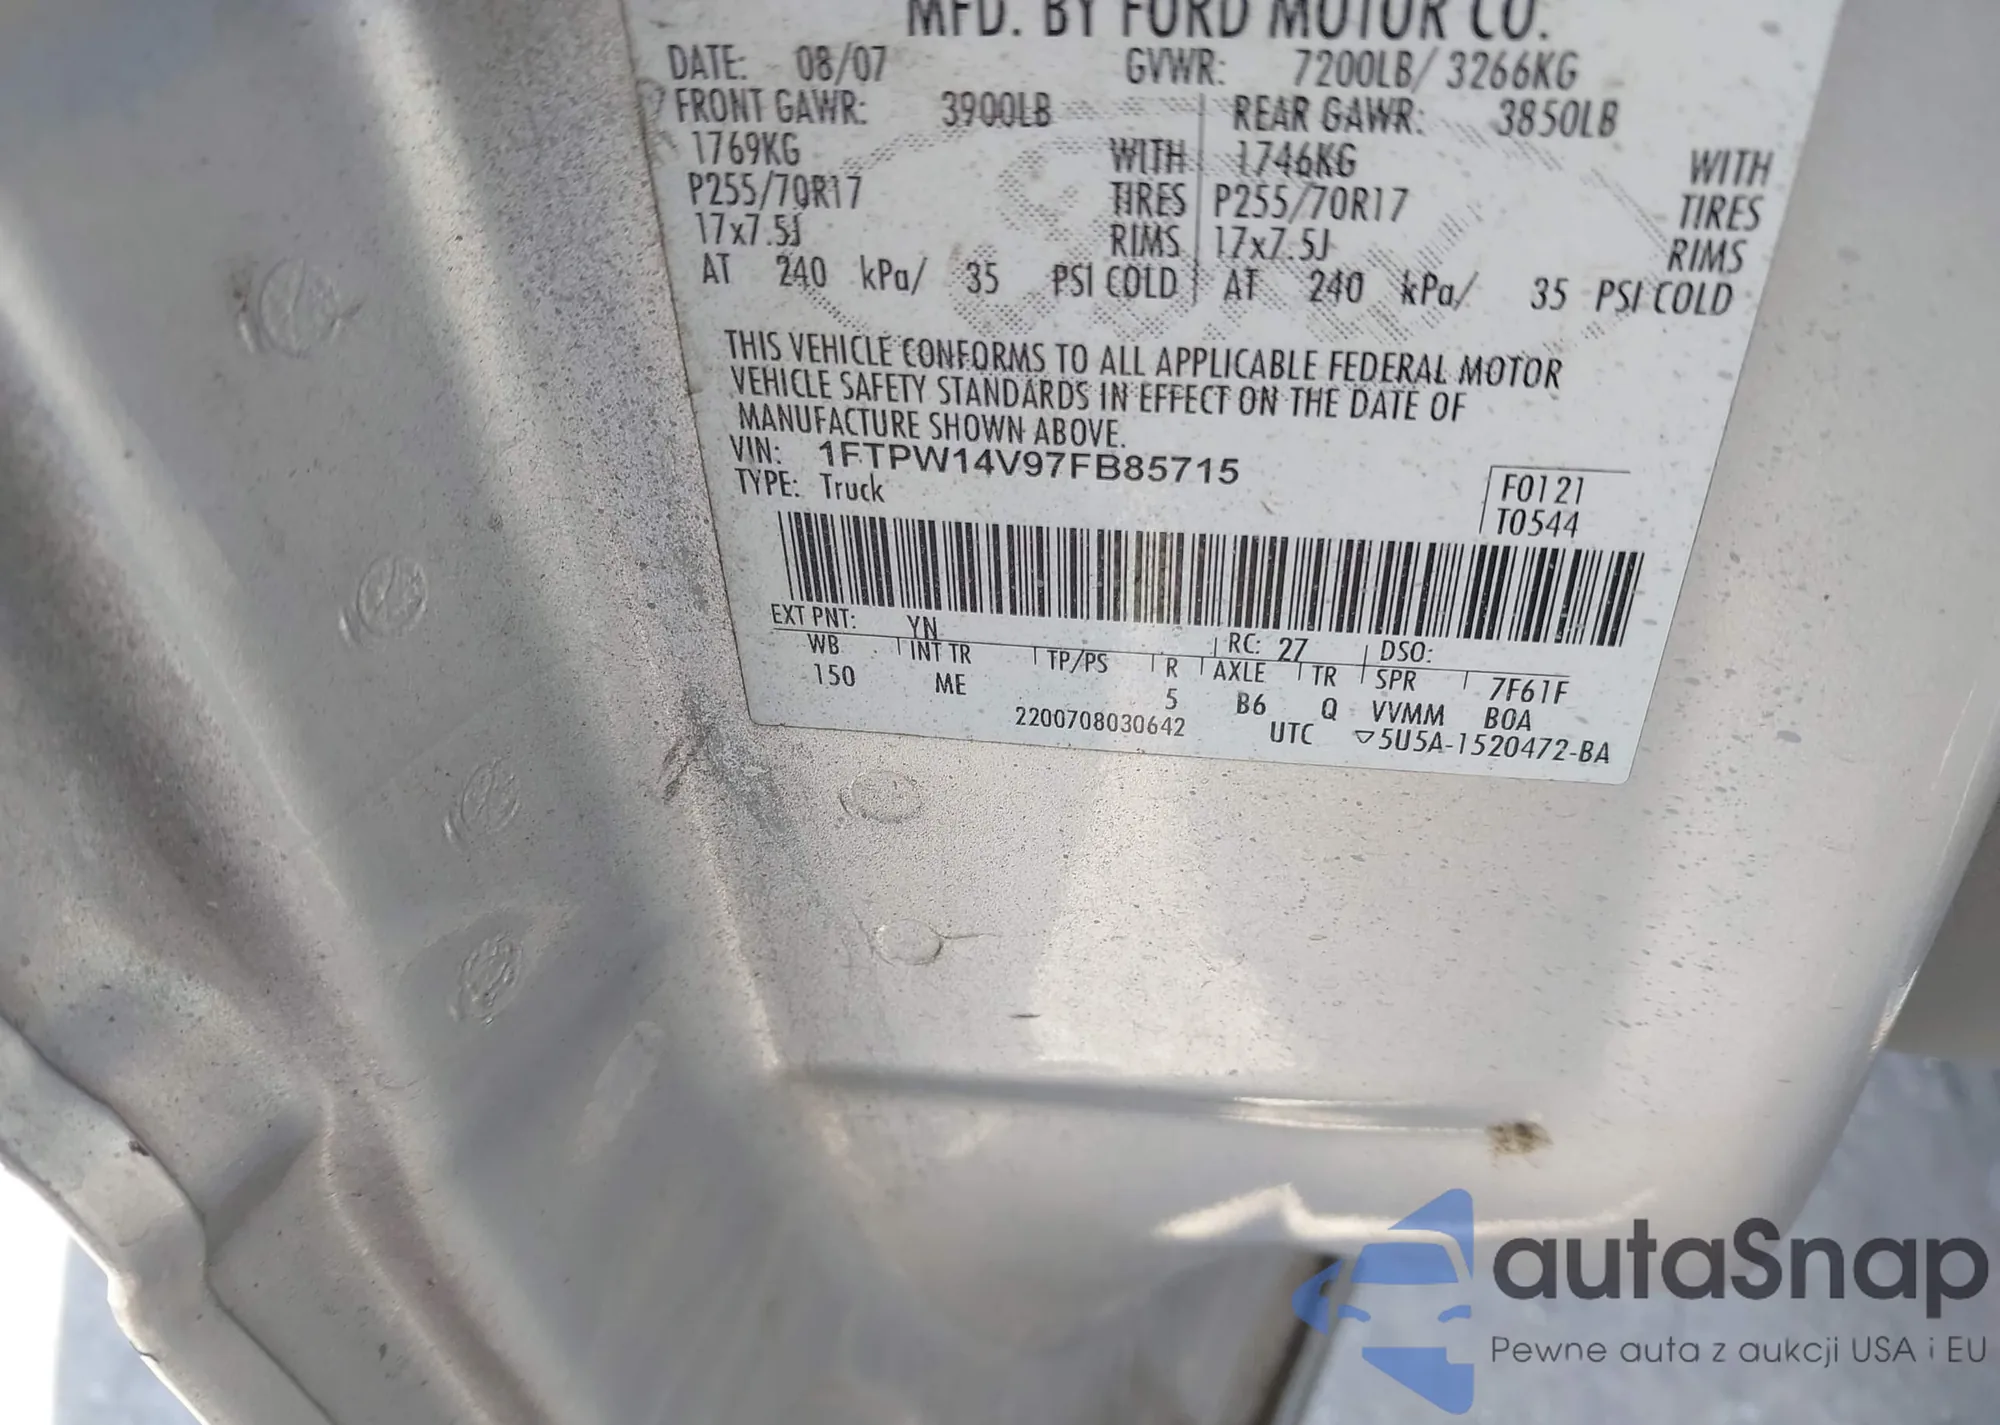 MFD. BY FORD MOTOR CO.
DATE: 08/07 GVWR: 7200LB/ 3266KG
FRONT GAWR: 3900LB REAR GAWR: 3850LB
1769KG WITH 1746KG WITH
P255/70R17 TIRES P255/70R17 TIRES
17x7.5J RIMS 17x7.5J RIMS
AT 240 kPa/ 35 PSI COLD AT 240 kPa/ 35 PSI COLD
THIS VEHICLE CONFORMS TO ALL APPLICABLE FEDERAL MOTOR
VEHICLE SAFETY STANDARDS IN EFFECT ON THE DATE OF
MANUFACTURE SHOWN ABOVE.
VIN: 1FTPW14V97FB85715
TYPE: Truck
F0121
T0544
EXT PNT: YN RC: 27 DSO:
WB INT TR TP/PS R AXLE TR SPR 7F61F
150 ME 5 B6 Q VVMM B0A
2200708030642 UTC ▽5U5A-1520472-BA
autaSnap
Pewne auta z aukcji USA i EU